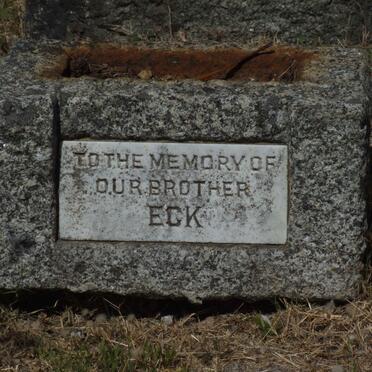 TO THE MEMORY OF
OUR BROTHER
ECK